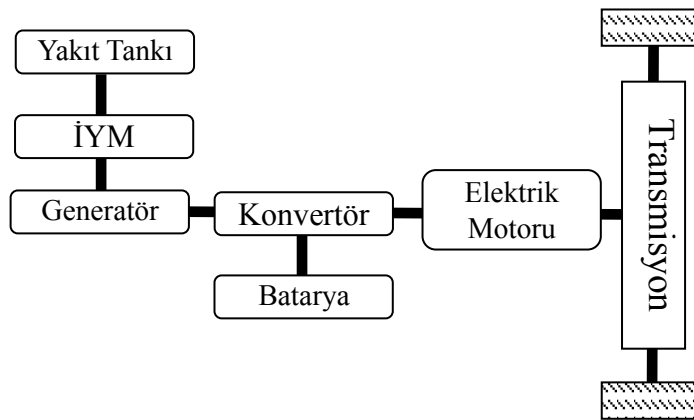 Yakıt Tankı
İYM
Generatör
Konvertör
Batarya
Elektrik
Motoru
Transmisyon